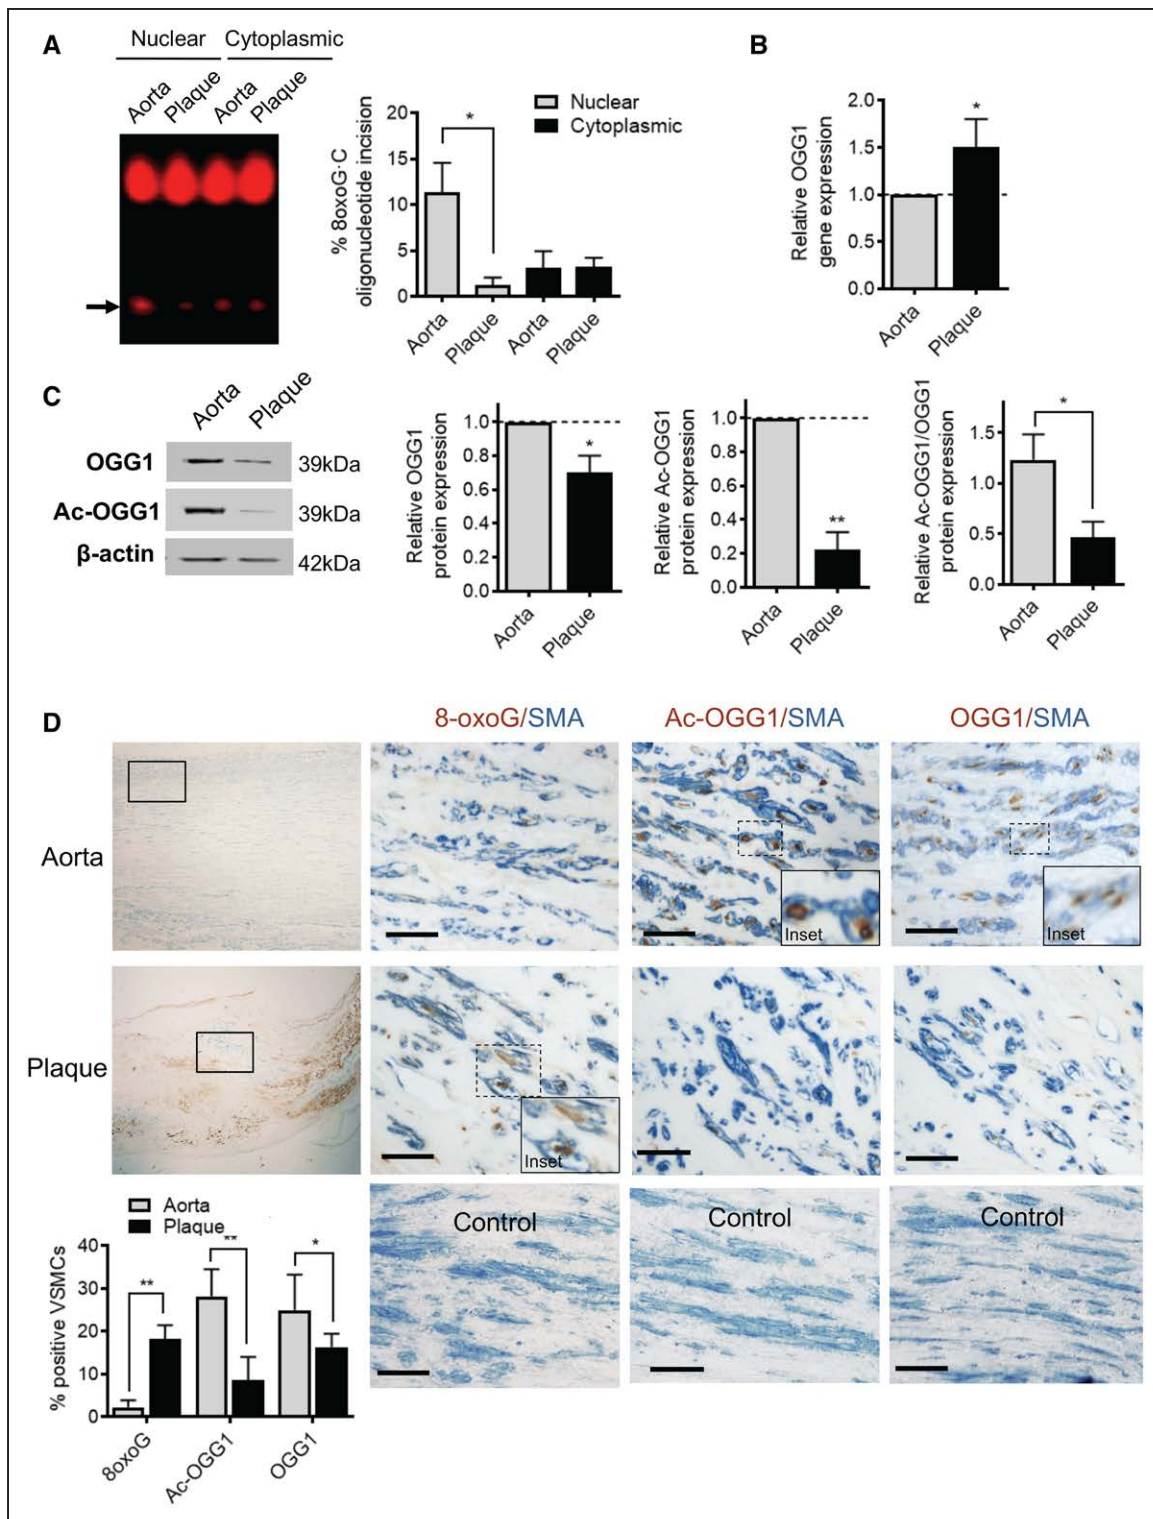 A
Nuclear Cytoplasmic
Aorta Plaque Aorta Plaque
% 8oxoG·C
oligonucleotide incision
20
15
10
5
0
*
Nuclear
Cytoplasmic
Aorta Plaque Aorta Plaque
B
Relative OGG1
gene expression
2.0
1.5
1.0
0.5
0.0
*
Aorta Plaque
C
Aorta Plaque
OGG1 39kDa
Ac-OGG1 39kDa
β-actin 42kDa
Relative OGG1
protein expression
1.0
0.8
0.6
0.4
0.2
0.0
*
Aorta Plaque
Relative Ac-OGG1
protein expression
1.0
0.8
0.6
0.4
0.2
0.0
**
Aorta Plaque
Relative Ac-OGG1/OGG1
protein expression
1.5
1.0
0.5
0.0
*
Aorta Plaque
D
8-oxoG/SMA Ac-OGG1/SMA OGG1/SMA
Aorta
Inset
Inset
Plaque
Inset
Control
Control
Control
Aorta
Plaque
% positive VSMCs
40
30
20
10
0
**
**
*
8oxoG Ac-OGG1 OGG1